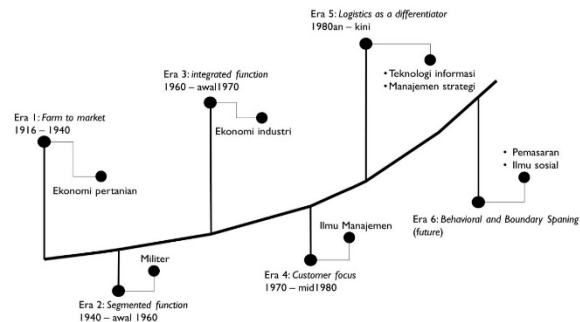 Era 1: Farm to market
1916 – 1940
Ekonomi pertanian
Era 2: Segmented function
1940 – awal 1960
Militer
Era 3: integrated function
1960 – awal1970
Ekonomi industri
Era 4: Customer focus
1970 – mid1980
Ilmu Manajemen
Era 5: Logistics as a differentiator
1980an – kini
• Teknologi informasi
• Manajemen strategi
Era 6: Behavioral and Boundary Spaning
(future)
• Pemasaran
• Ilmu sosial